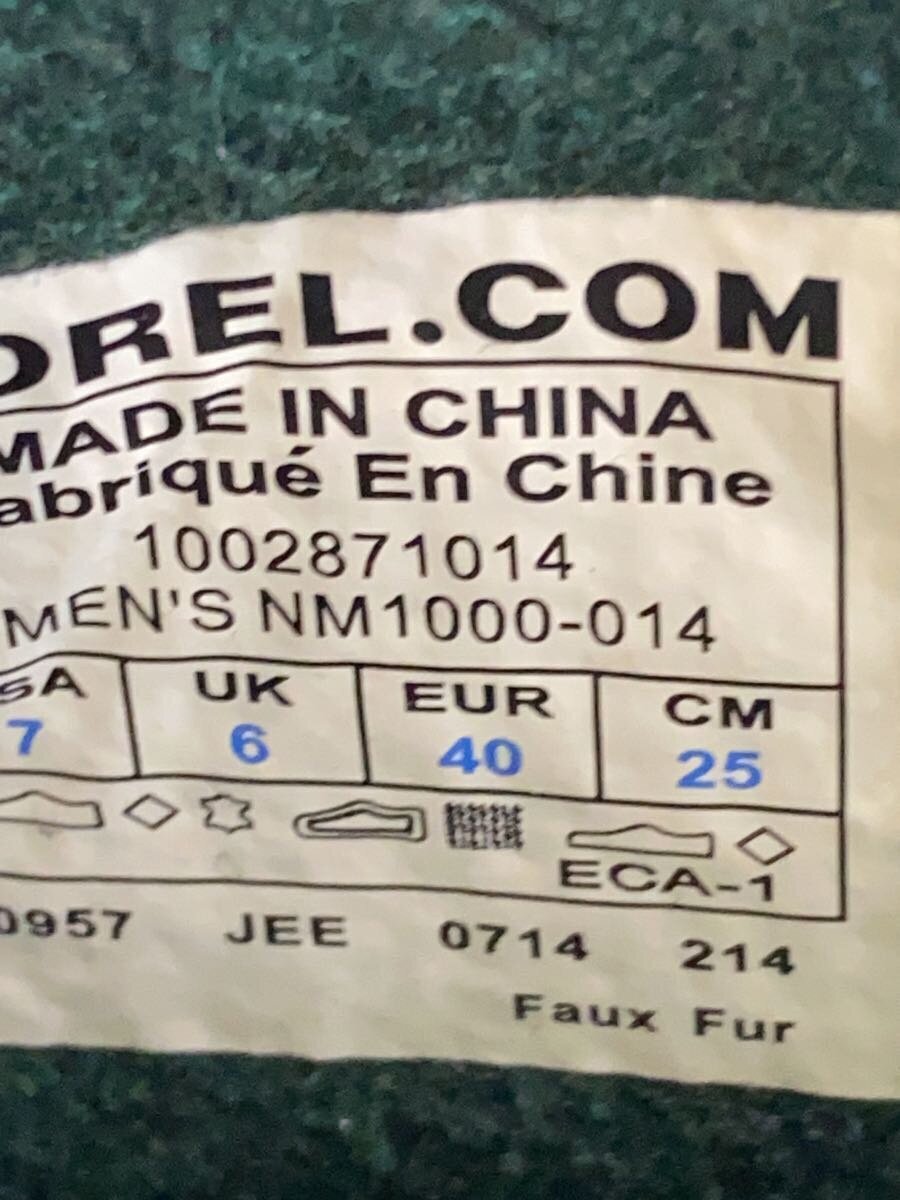 OREL.COM
MADE IN CHINA
abriqué En Chine
1002871014
MEN'S NM1000-014
SA UK EUR CM
7 6 40 25
ECA-1
0957 JEE 0714 214
Faux Fur